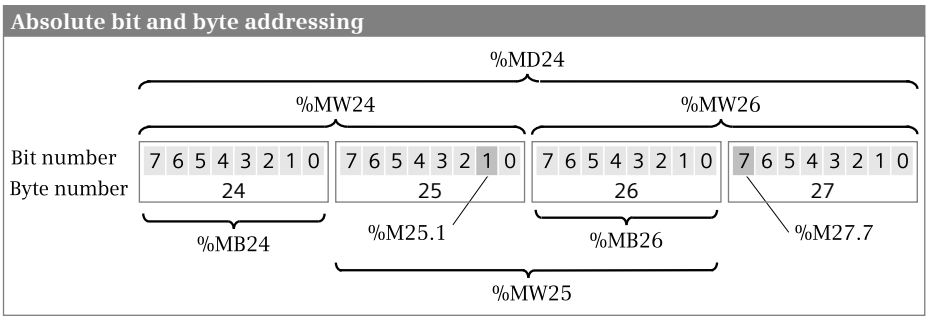 Absolute bit and byte addressing
%MD24
%MW24 %MW26
Bit number 7 6 5 4 3 2 1 0 7 6 5 4 3 2 1 0 7 6 5 4 3 2 1 0 7 6 5 4 3 2 1 0
Byte number 24 25 26 27
%MB24 %M25.1 %MB26 %M27.7
%MW25